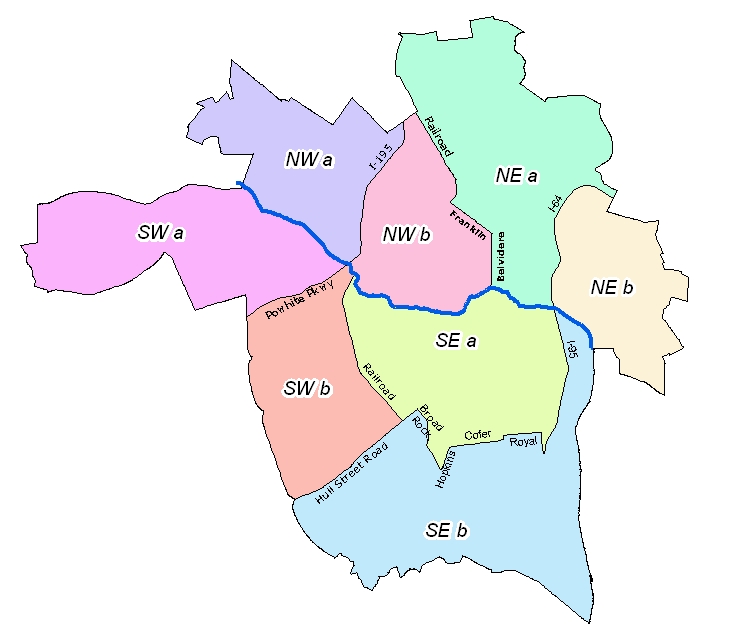 Railroad
I-195
NW a
NE a
I-64
Franklin
SW a
NW b
Belvidere
NE b
Powhite Pkwy
SE a
I-95
SW b
Railroad
Broad
Rock
Cofer
Royal
Hopkins
Hull Street Road
SE b